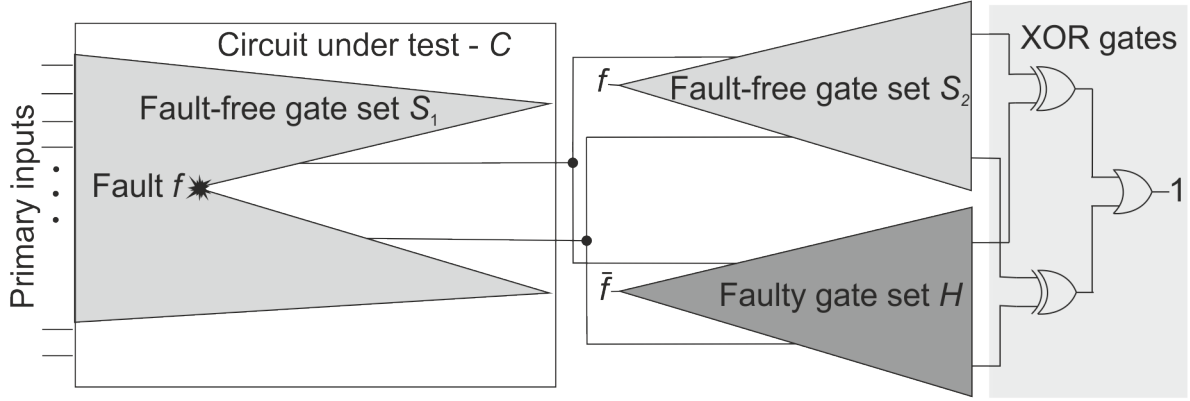 Circuit under test - C
Primary inputs
Fault-free gate set S₁
Fault f
f
Fault-free gate set S₂
f̄
Faulty gate set H
XOR gates
1